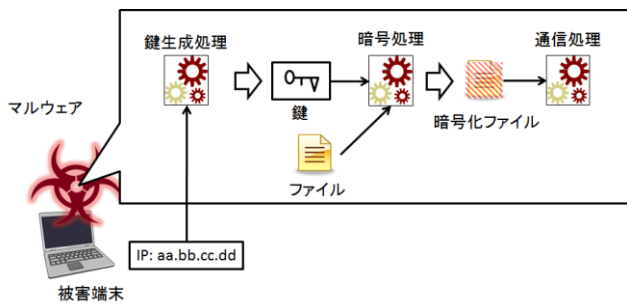 鍵生成処理
暗号処理
通信処理
マルウェア
鍵
暗号化ファイル
ファイル
IP: aa.bb.cc.dd
被害端末